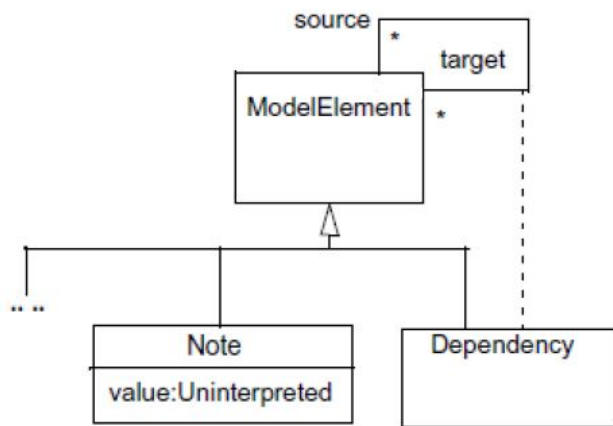 source
*
target
ModelElement
*
.. ..
Note
Dependency
value:Uninterpreted